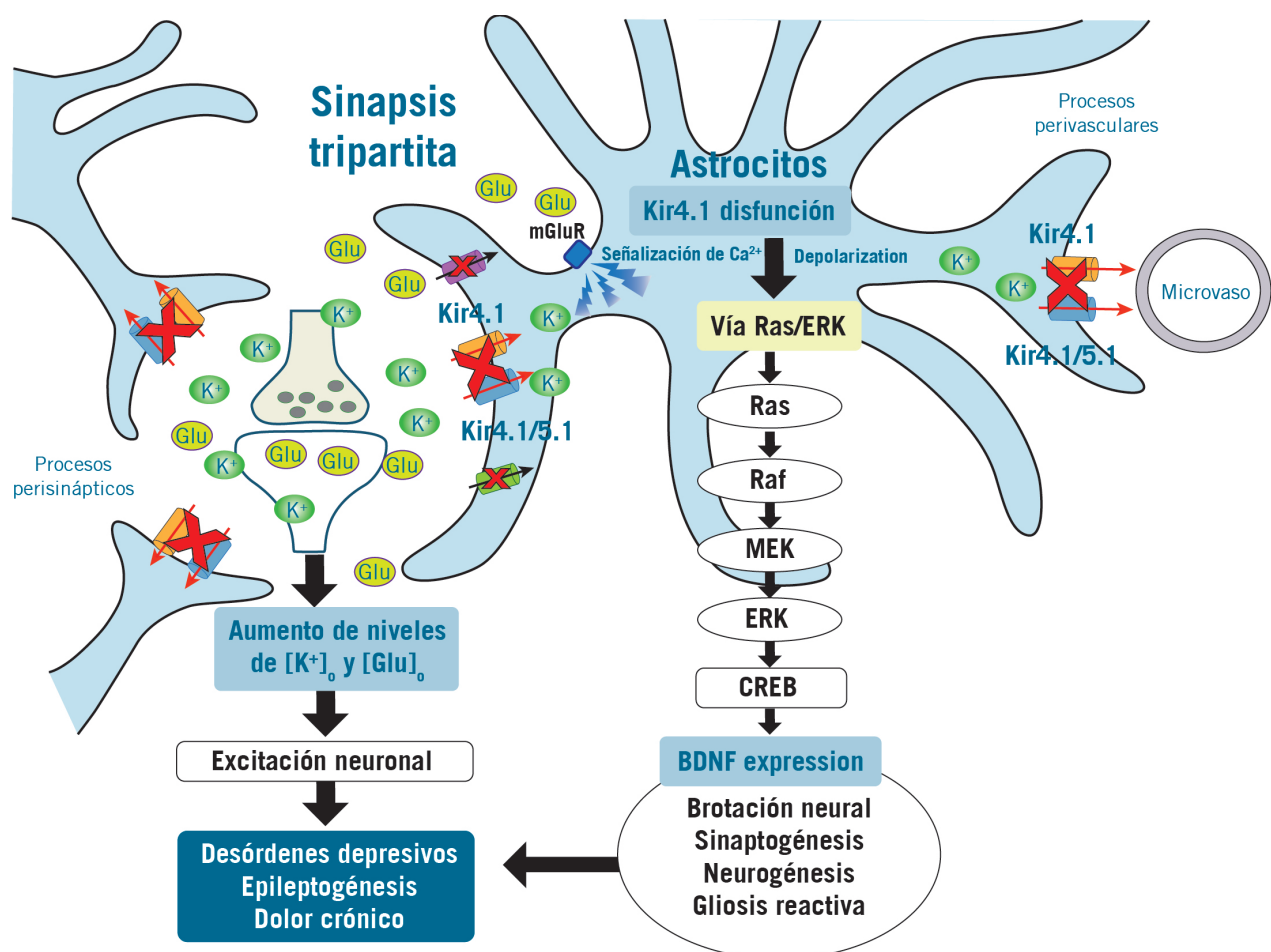 Sinapsis
tripartita
Procesos
perivasculares
Astrocitos
Kir4.1 disfunción
Señalización de Ca²⁺
Depolarization
Glu
Glu
mGluR
Glu
Glu
Kir4.1
K⁺
K⁺
Kir4.1/5.1
K⁺
K⁺
K⁺
K⁺
K⁺
K⁺
K⁺
Glu
Glu
Glu
Glu
Glu
Procesos
perisinápticos
K⁺
K⁺
Kir4.1
Kir4.1/5.1
Microvaso
Aumento de niveles
de [K⁺]ₒ y [Glu]ₒ
Excitación neuronal
Desórdenes depresivos
Epileptogénesis
Dolor crónico
Vía Ras/ERK
Ras
Raf
MEK
ERK
CREB
BDNF expression
Brotación neural
Sinaptogénesis
Neurogénesis
Gliosis reactiva